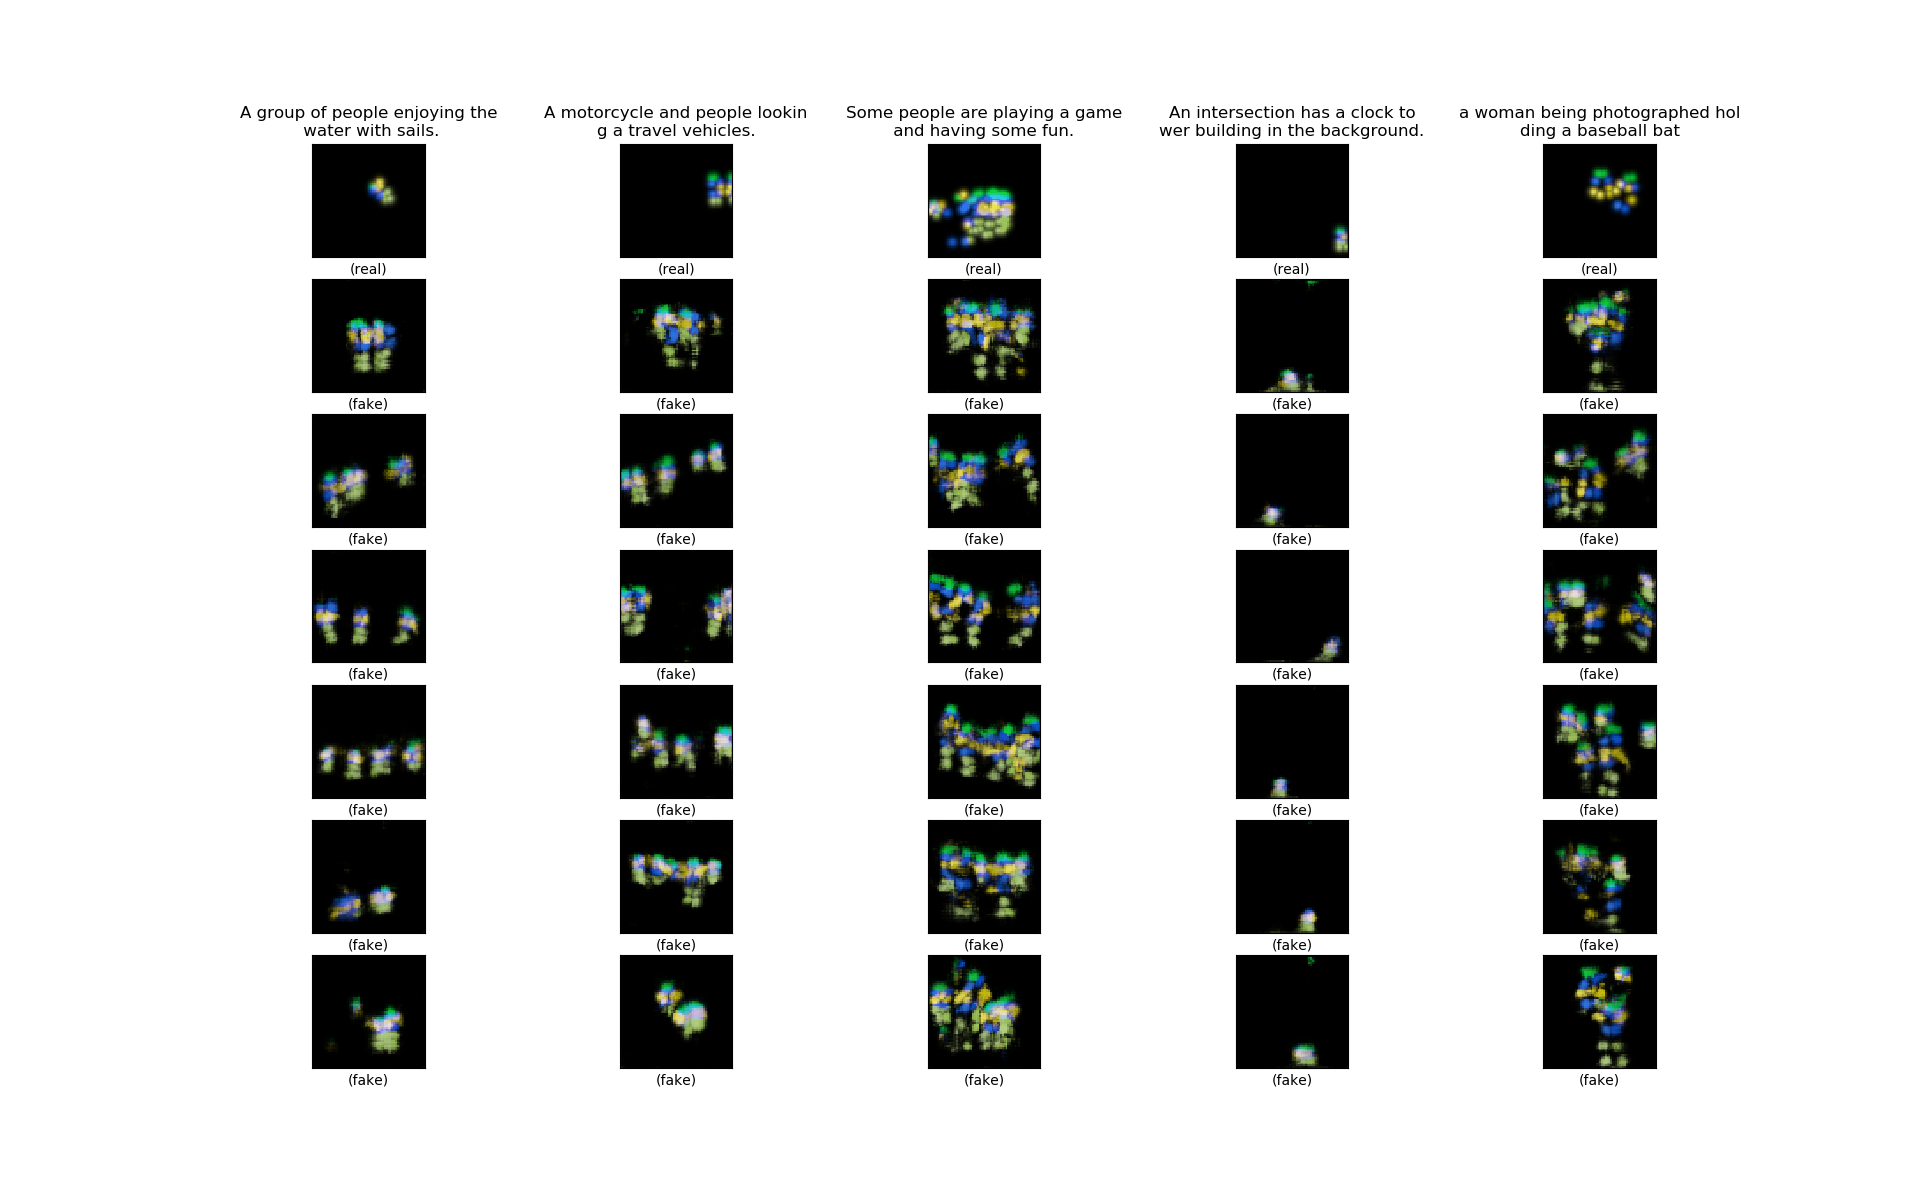 A group of people enjoying the
water with sails.
A motorcycle and people lookin
g a travel vehicles.
Some people are playing a game
and having some fun.
An intersection has a clock to
wer building in the background.
a woman being photographed hol
ding a baseball bat
(real) (real) (real) (real) (real)
(fake) (fake) (fake) (fake) (fake)
(fake) (fake) (fake) (fake) (fake)
(fake) (fake) (fake) (fake) (fake)
(fake) (fake) (fake) (fake) (fake)
(fake) (fake) (fake) (fake) (fake)
(fake) (fake) (fake) (fake) (fake)